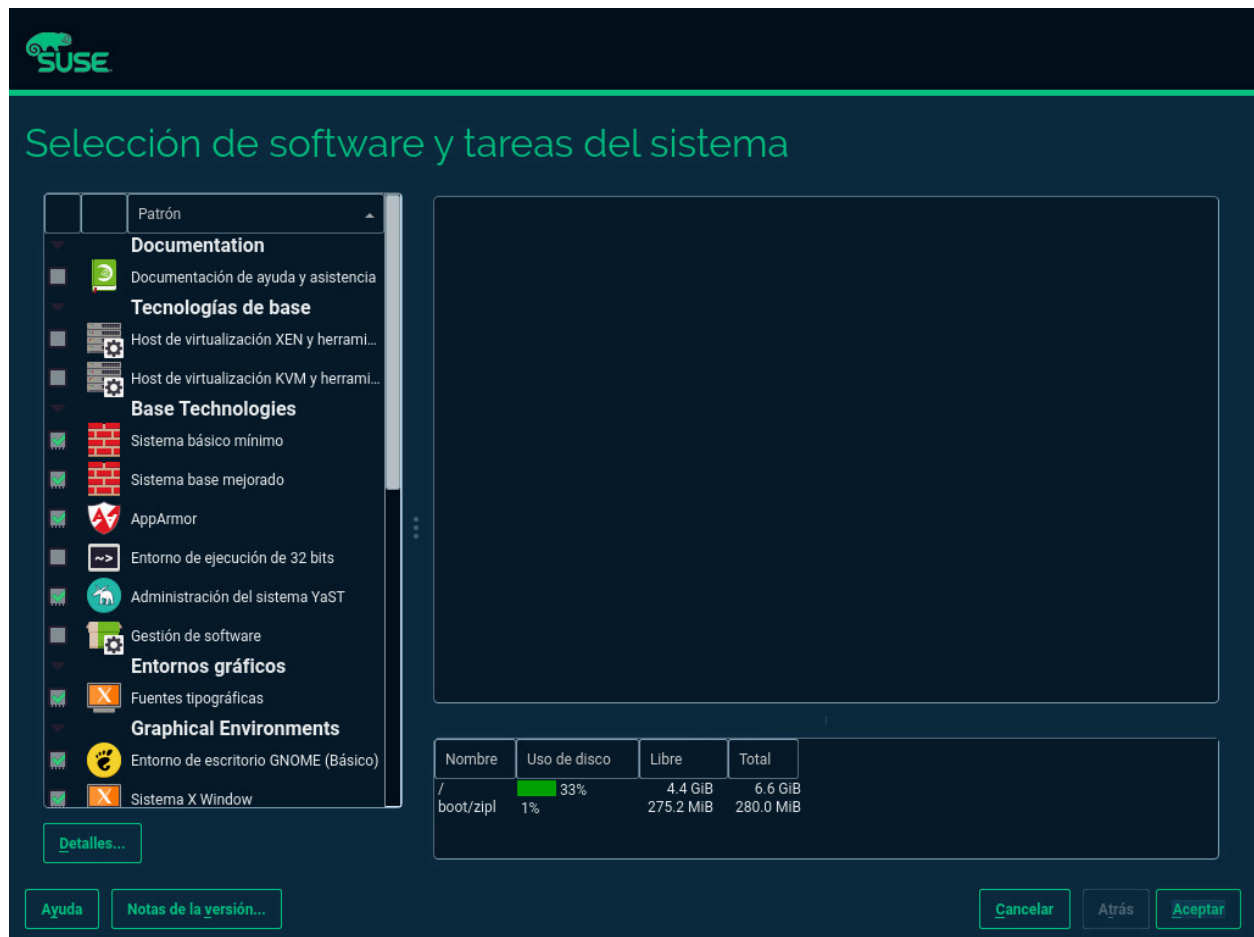 SUSE.
Selección de software y tareas del sistema
Patrón
Documentation
Documentación de ayuda y asistencia
Tecnologías de base
Host de virtualización XEN y herrami...
Host de virtualización KVM y herrami...
Base Technologies
Sistema básico mínimo
Sistema base mejorado
AppArmor
~>
Entorno de ejecución de 32 bits
Administración del sistema YaST
Gestión de software
Entornos gráficos
X
Fuentes tipográficas
Graphical Environments
Entorno de escritorio GNOME (Básico)
X
Sistema X Window
Detalles...
Nombre Uso de disco Libre Total
/ 33% 4.4 GiB 6.6 GiB
boot/zipl 1% 275.2 MiB 280.0 MiB
Ayuda Notas de la versión... Cancelar Atrás Aceptar